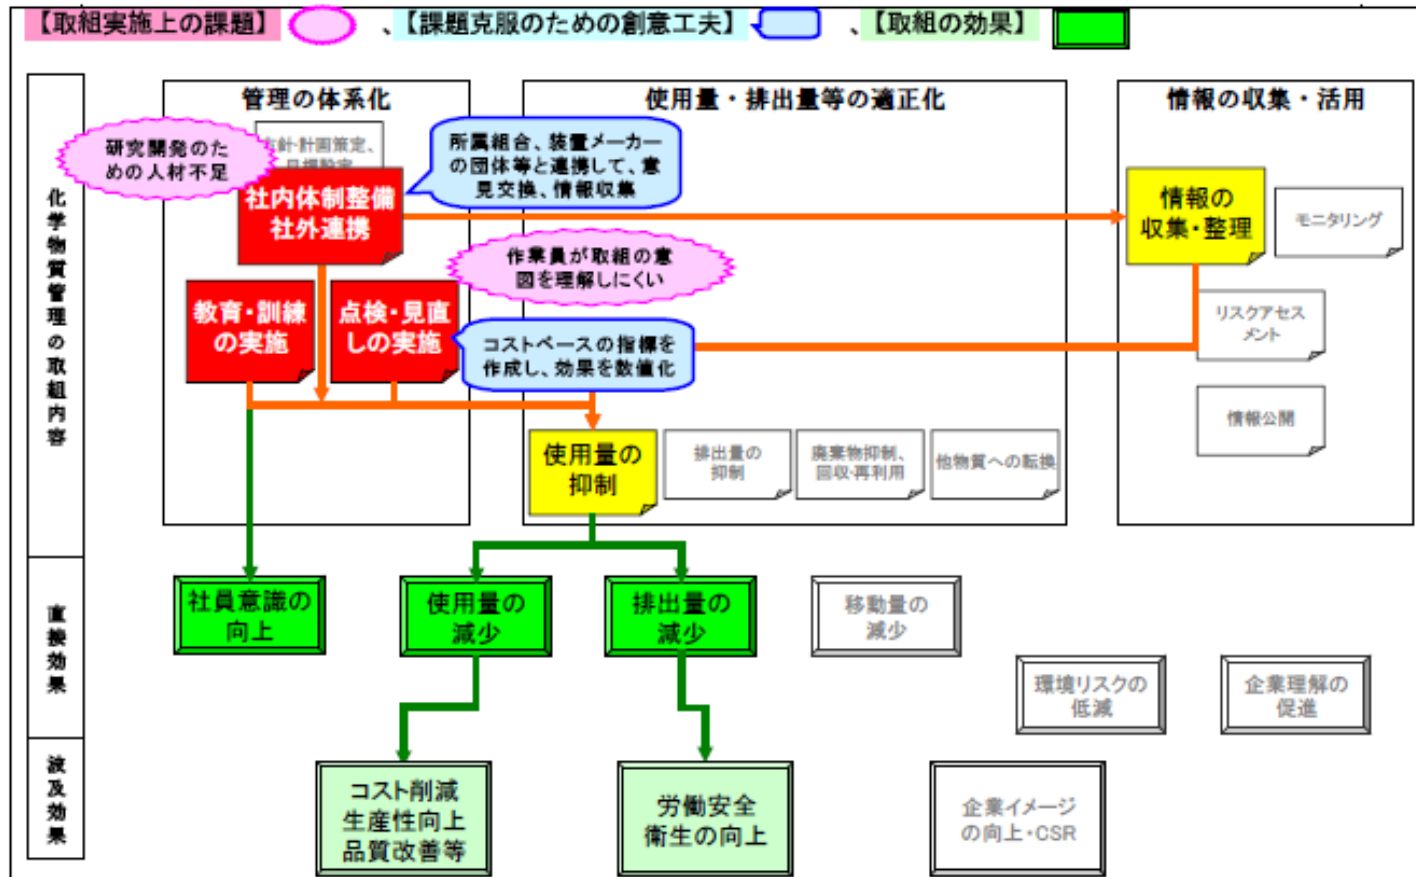 【取組実施上の課題】 、【課題克服のための創意工夫】 、【取組の効果】
化学物質管理の取組内容
管理の体系化
方針・計画策定、
目標設定
研究開発のた
めの人材不足
社内体制整備
社外連携
所属組合、装置メーカー
の団体等と連携して、意
見交換、情報収集
教育・訓練
の実施
点検・見直
しの実施
作業員が取組の意
図を理解しにくい
コストベースの指標を
作成し、効果を数値化
使用量・排出量等の適正化
使用量の
抑制
排出量の
抑制
廃棄物抑制、
回収・再利用
他物質への転換
情報の収集・活用
情報の
収集・整理
モニタリング
リスクアセス
メント
情報公開
直接効果
社員意識の
向上
使用量の
減少
排出量の
減少
移動量の
減少
環境リスクの
低減
企業理解の
促進
波及効果
コスト削減
生産性向上
品質改善等
労働安全
衛生の向上
企業イメージ
の向上・CSR